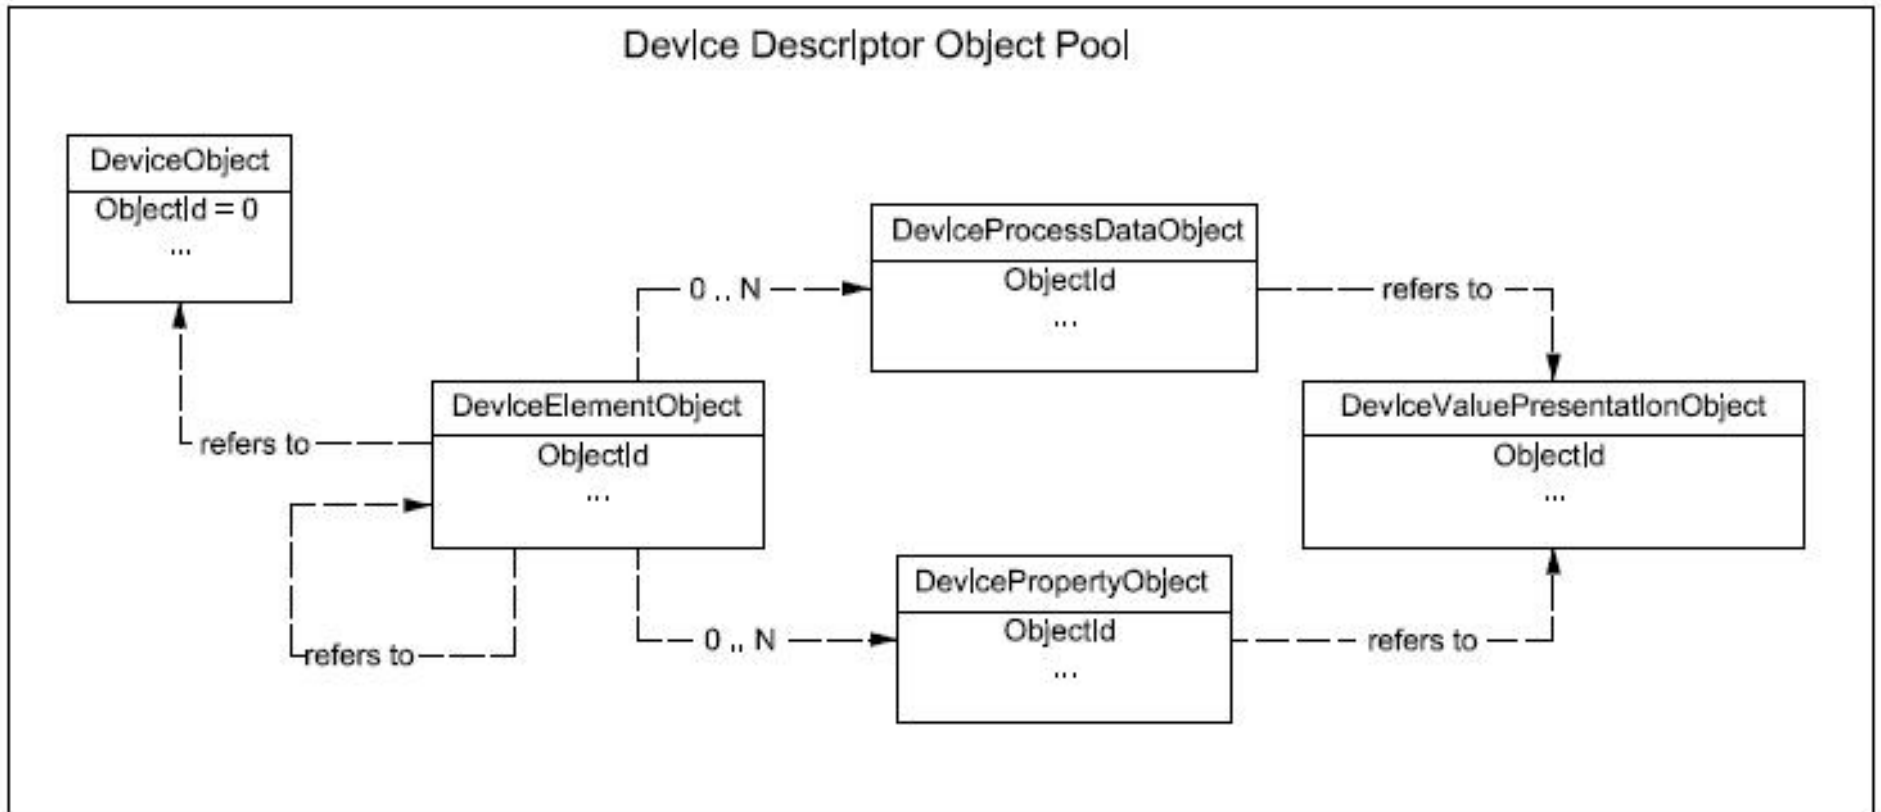 Device Descriptor Object Pool
DeviceObject
ObjectId = 0
...
DeviceProcessDataObject
ObjectId
...
0 .. N
refers to
DeviceElementObject
ObjectId
...
refers to
DeviceValuePresentationObject
ObjectId
...
refers to
DevicePropertyObject
ObjectId
...
0 .. N
refers to